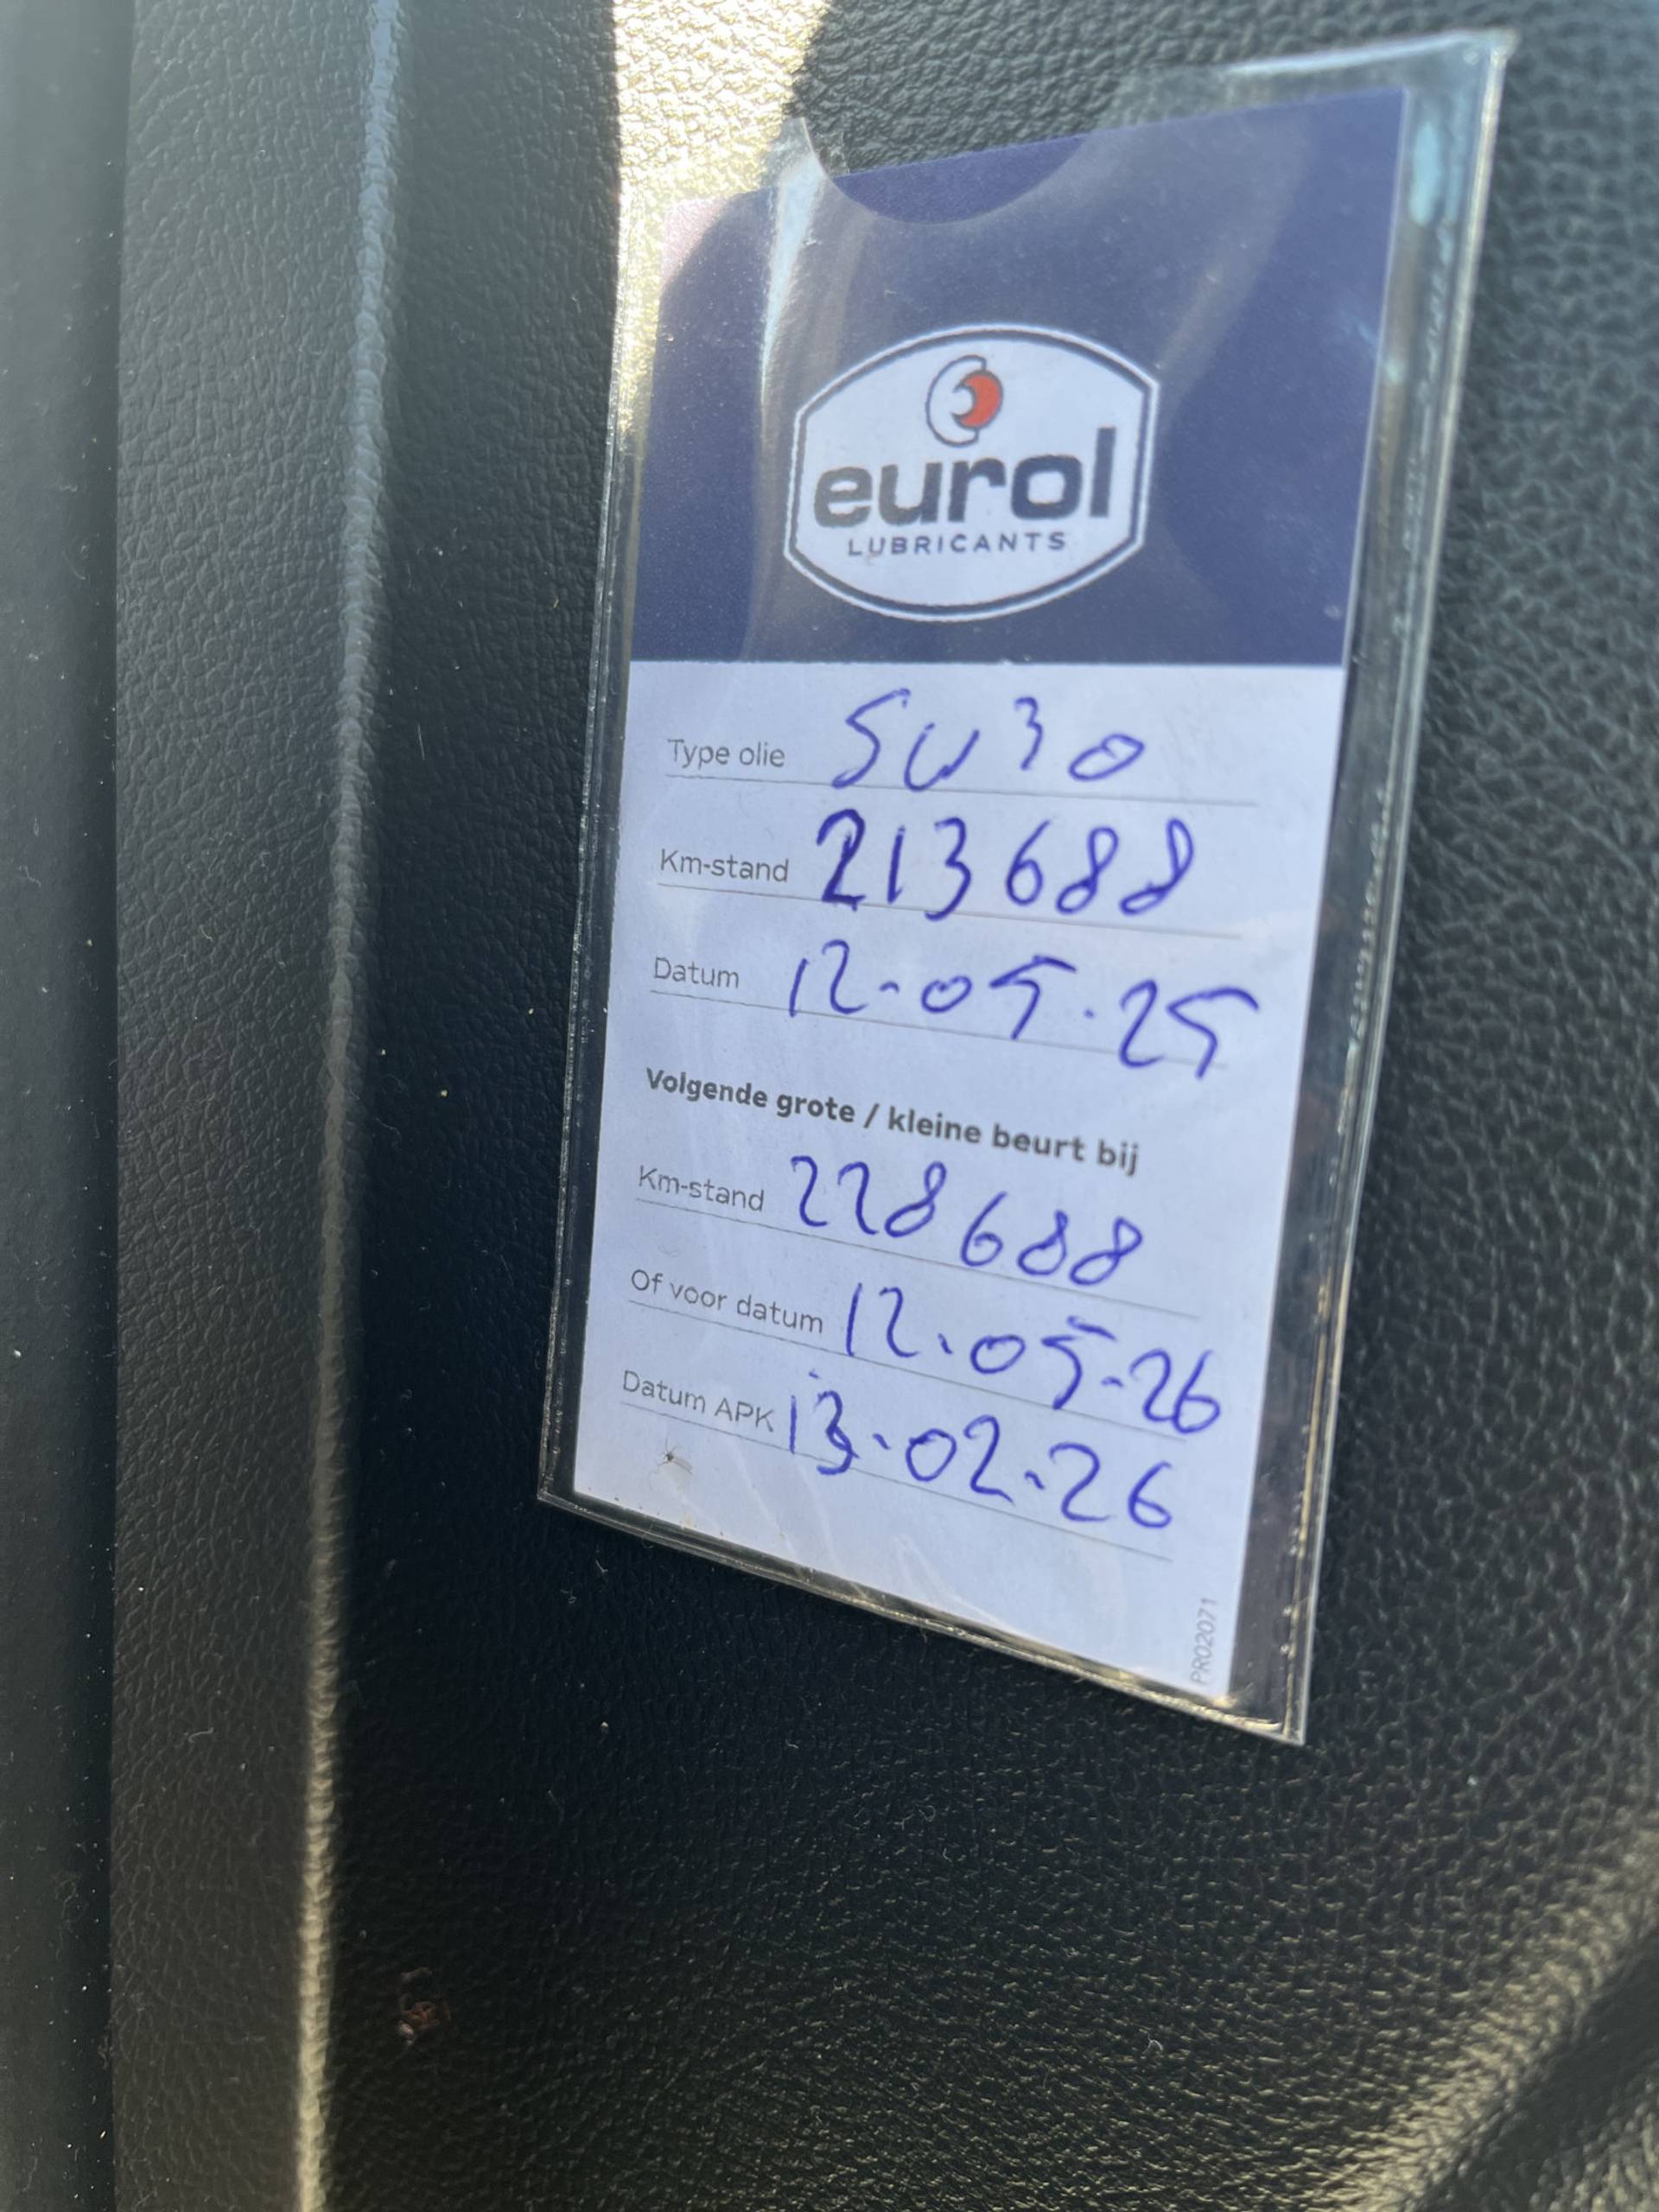 eurol
LUBRICANTS
Type olie 5W30
Km-stand 213688
Datum 12-05-25
Volgende grote / kleine beurt bij
Km-stand 228688
Of voor datum 12-05-26
Datum APK 13-02-26
PRO2071